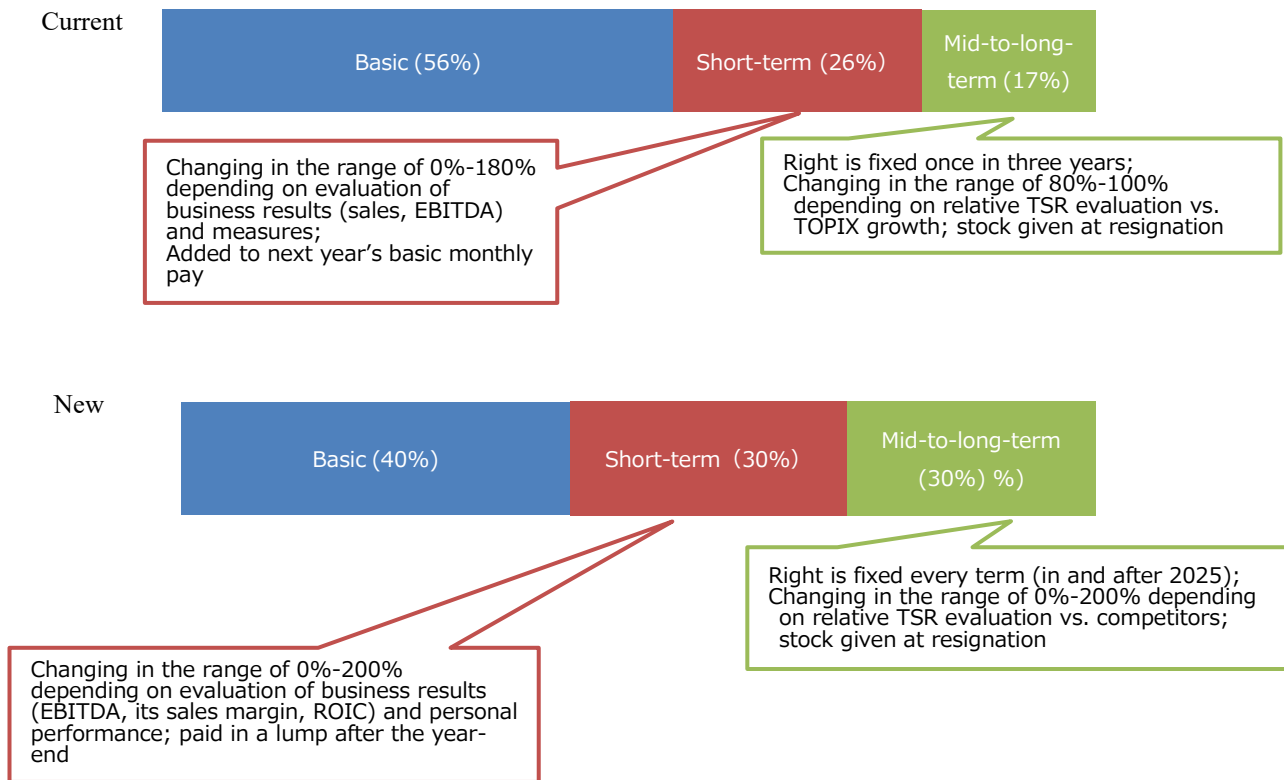 Current
Basic (56%)
Short-term (26%)
Mid-to-long-
term (17%)
Changing in the range of 0%-180%
depending on evaluation of
business results (sales, EBITDA)
and measures;
Added to next year's basic monthly
pay
Right is fixed once in three years;
Changing in the range of 80%-100%
depending on relative TSR evaluation vs.
TOPIX growth; stock given at resignation
New
Basic (40%)
Short-term（30%)
Mid-to-long-term
(30%) %)
Right is fixed every term (in and after 2025);
Changing in the range of 0%-200% depending
on relative TSR evaluation vs. competitors;
stock given at resignation
Changing in the range of 0%-200%
depending on evaluation of business results
(EBITDA, its sales margin, ROIC) and personal
performance; paid in a lump after the year-
end